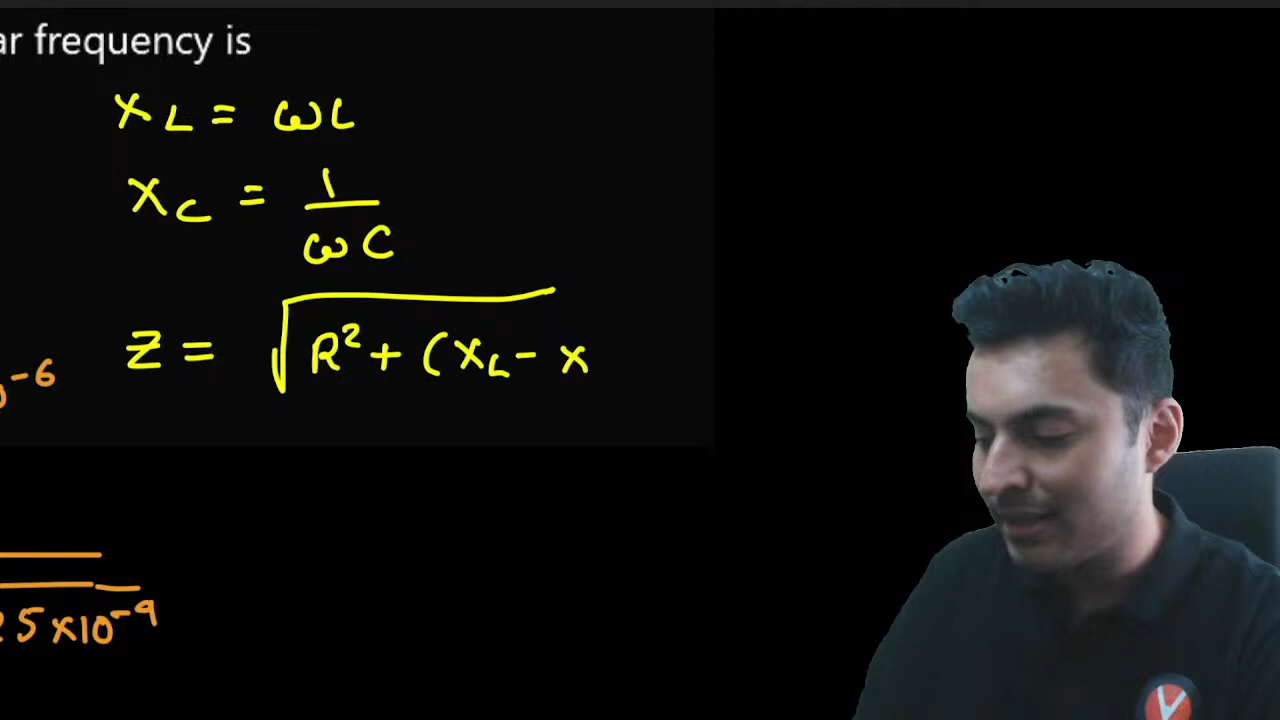 ar frequency is
X_L = ωL
X_C = 1/ωC
Z = √R² + (X_L - X
-6
25 × 10⁻⁹